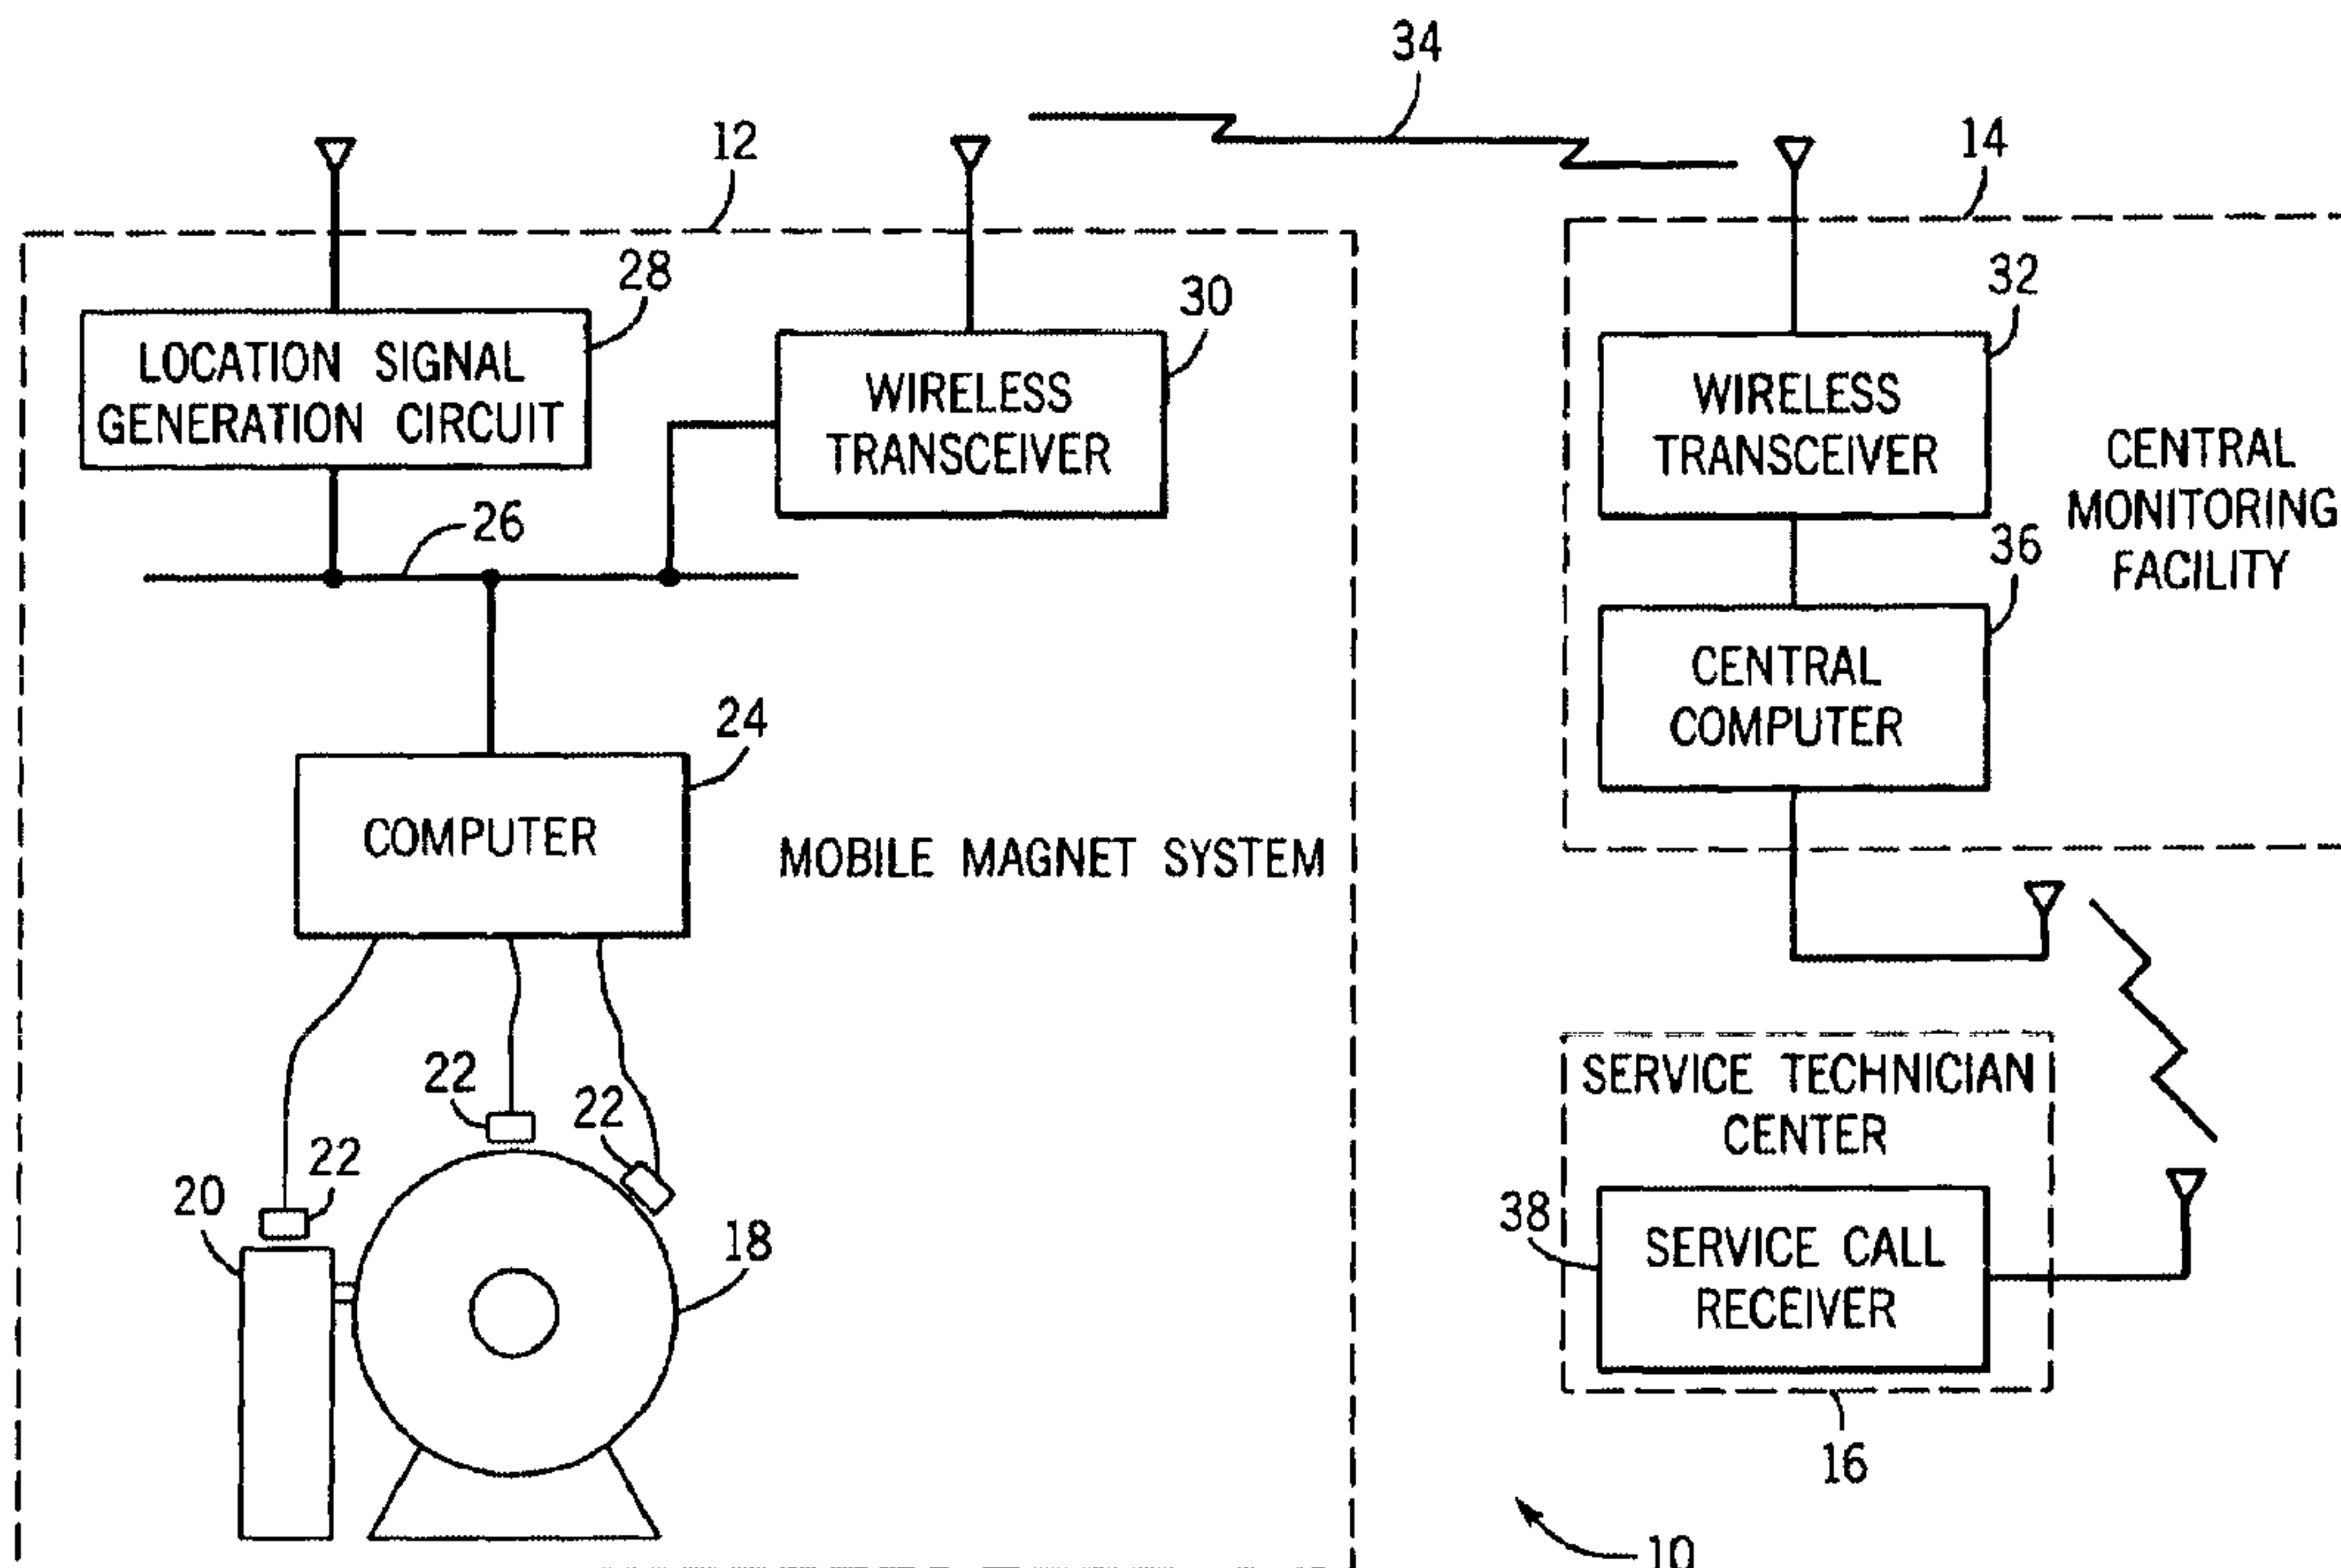 34
12
14
28
30
32
LOCATION SIGNAL
GENERATION CIRCUIT
WIRELESS
TRANSCEIVER
WIRELESS
TRANSCEIVER
CENTRAL
MONITORING
FACILITY
26
36
CENTRAL
COMPUTER
24
COMPUTER
MOBILE MAGNET SYSTEM
22
22
22
20
18
SERVICE TECHNICIAN
CENTER
38
SERVICE CALL
RECEIVER
16
10